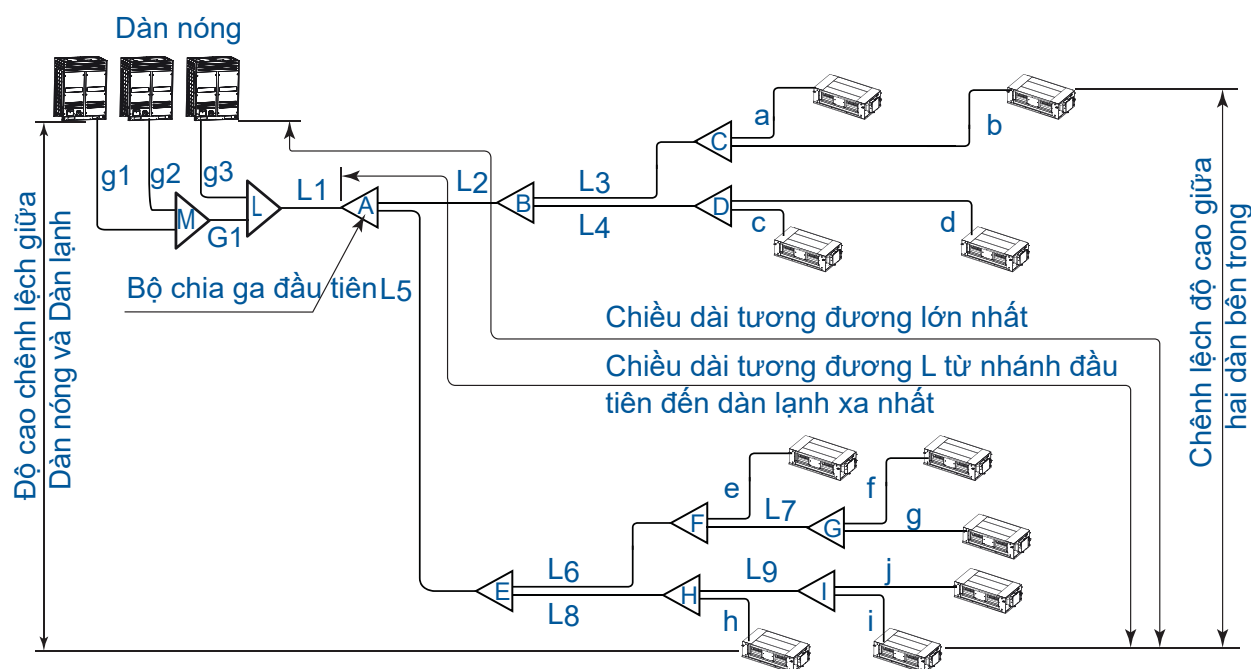 Dàn nóng
a
b
C
g1
g2
g3
L1
L2
L3
A
B
D
M
L
G1
L4
c
d
Bộ chia ga đầu tiên
L5
Chiều dài tương đương lớn nhất
Chiều dài tương đương L từ nhánh đầu
tiên đến dàn lạnh xa nhất
Độ cao chênh lệch giữa
Dàn nóng và Dàn lạnh
Chênh lệch độ cao giữa
hai dàn bên trong
e
f
F
L7
G
g
L6
L9
j
E
H
I
L8
h
i